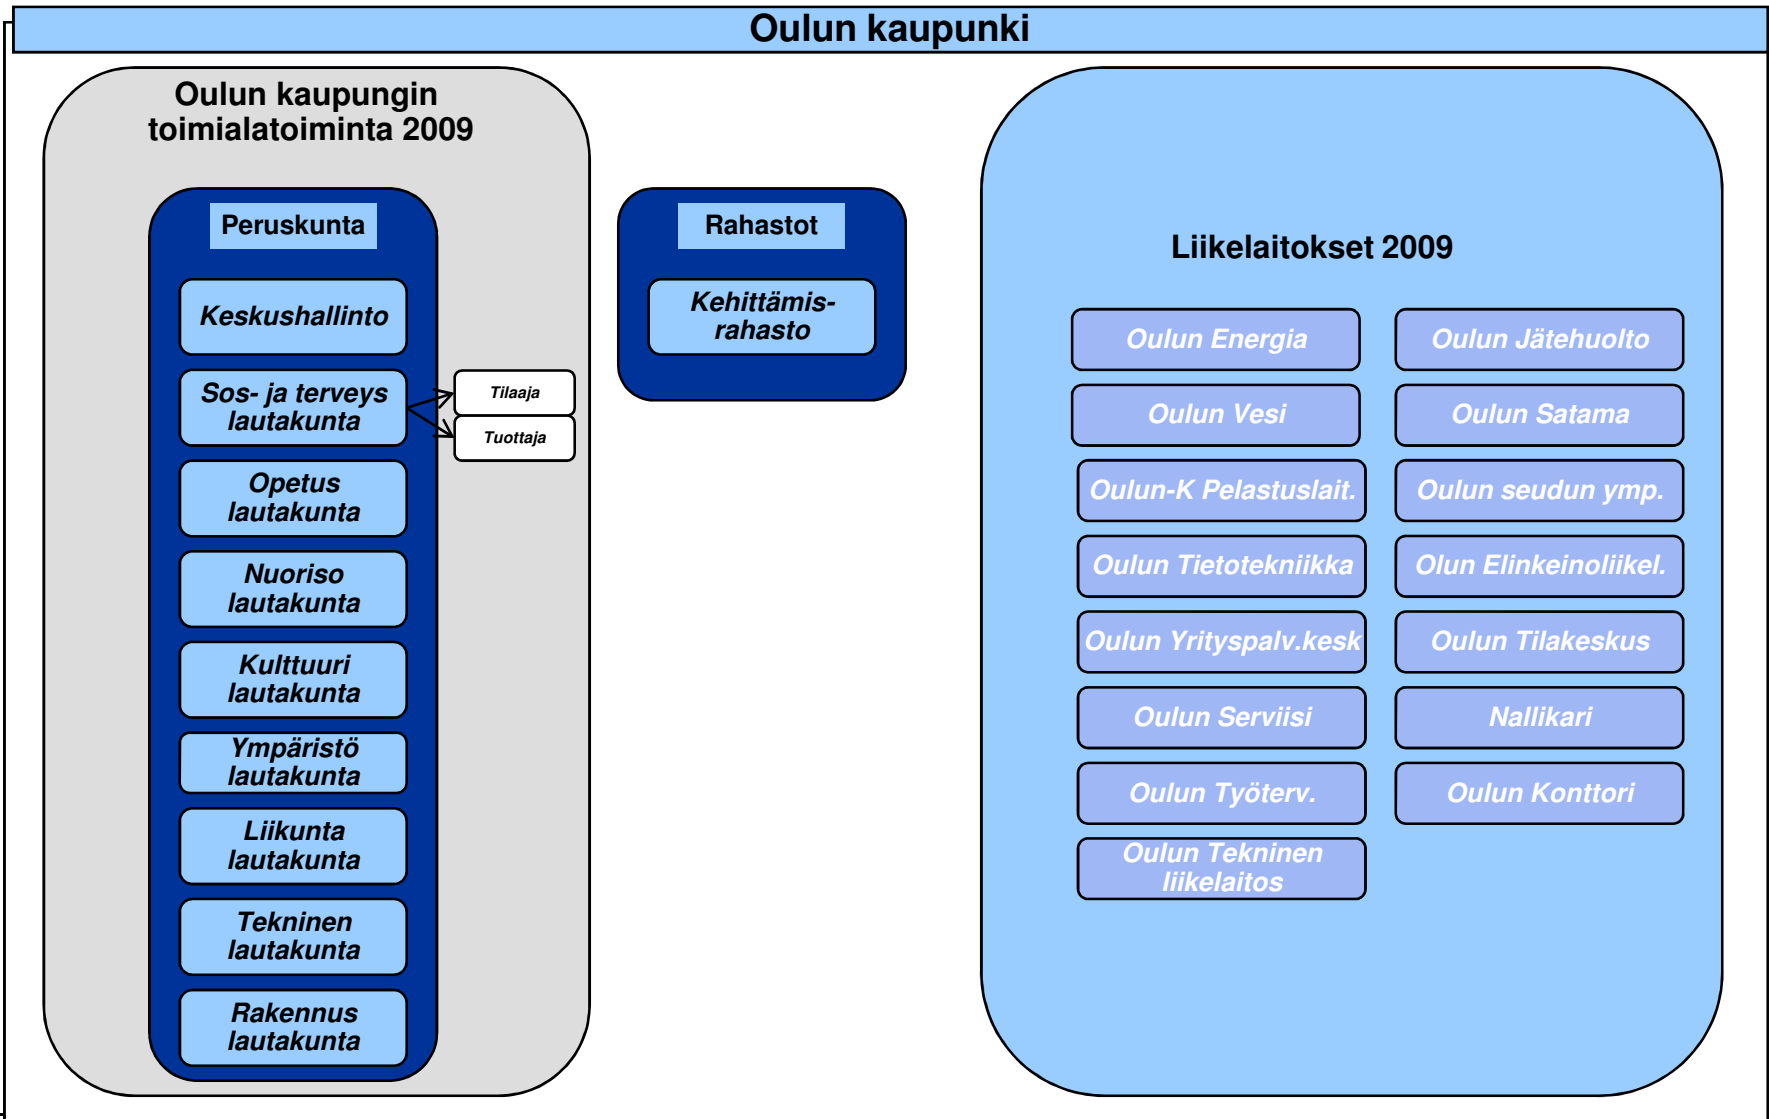 Oulun kaupunki
Oulun kaupungin
toimialatoiminta 2009
Peruskunta
Keskushallinto
Sos- ja terveys
lautakunta
Tilaaja
Tuottaja
Opetus
lautakunta
Nuoriso
lautakunta
Kulttuuri
lautakunta
Ympäristö
lautakunta
Liikunta
lautakunta
Tekninen
lautakunta
Rakennus
lautakunta
Rahastot
Kehittämis-
rahasto
Liikelaitokset 2009
Oulun Energia
Oulun Jätehuolto
Oulun Vesi
Oulun Satama
Oulun-K Pelastuslait.
Oulun seudun ymp.
Oulun Tietotekniikka
Olun Elinkeinoliikel.
Oulun Yrityspalv.kesk
Oulun Tilakeskus
Oulun Serviisi
Nallikari
Oulun Työterv.
Oulun Konttori
Oulun Tekninen
liikelaitos